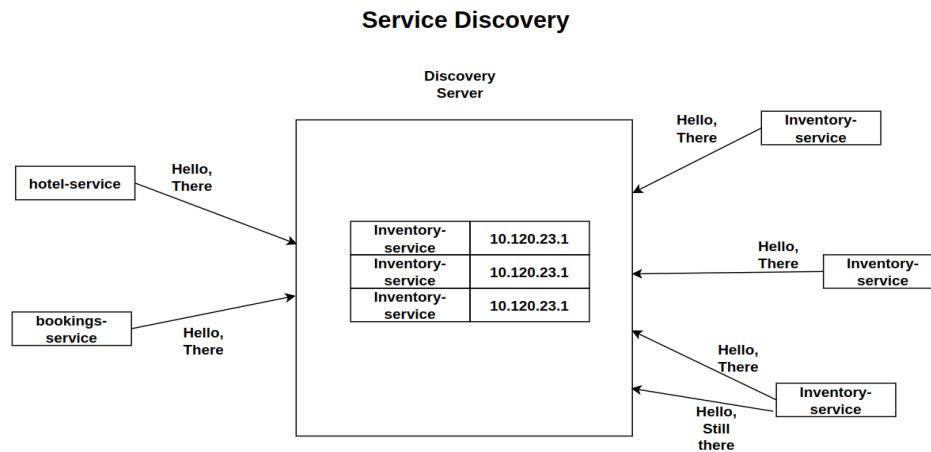 Service Discovery
Discovery
Server
Hello,
There
Inventory-
service
hotel-service
Hello,
There
Inventory-
service
10.120.23.1
Inventory-
service
10.120.23.1
Inventory-
service
10.120.23.1
Hello,
There
Inventory-
service
bookings-
service
Hello,
There
Hello,
There
Inventory-
service
Hello,
Still
there